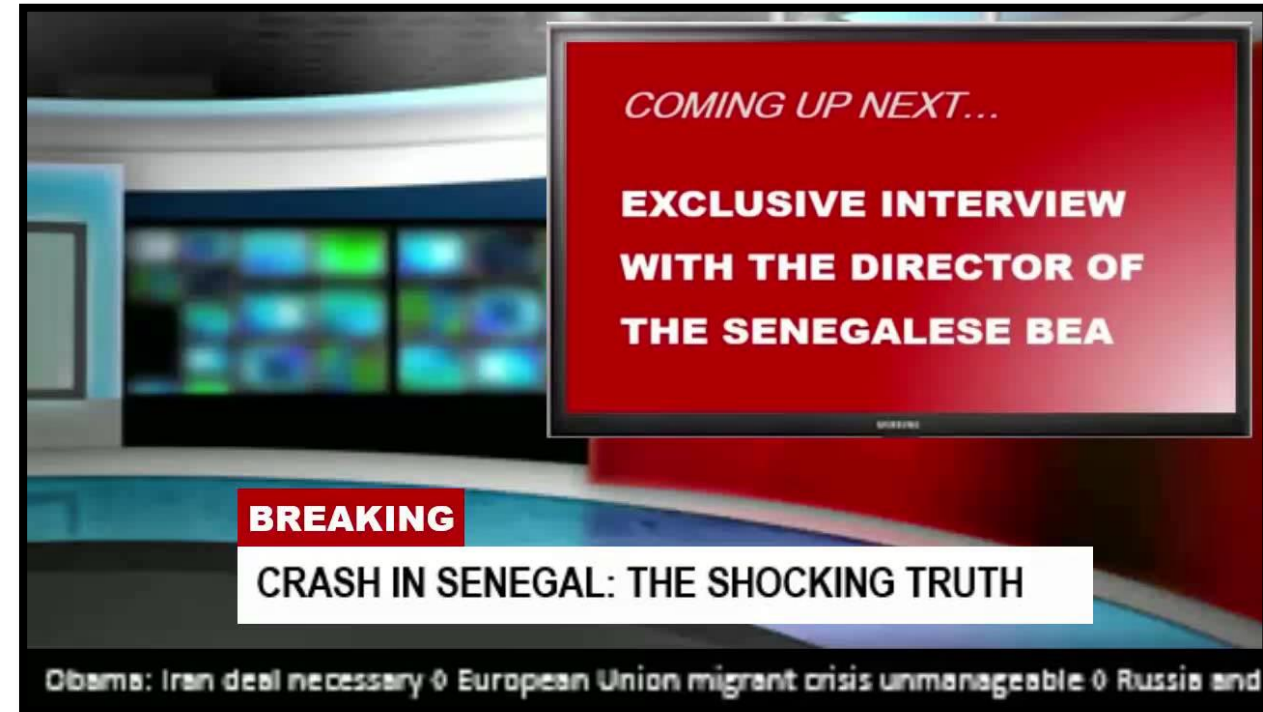 COMING UP NEXT...
EXCLUSIVE INTERVIEW
WITH THE DIRECTOR OF
THE SENEGALESE BEA
BREAKING
CRASH IN SENEGAL: THE SHOCKING TRUTH
Obama: Iran deal necessary ◊ European Union migrant crisis unmanageable ◊ Russia and